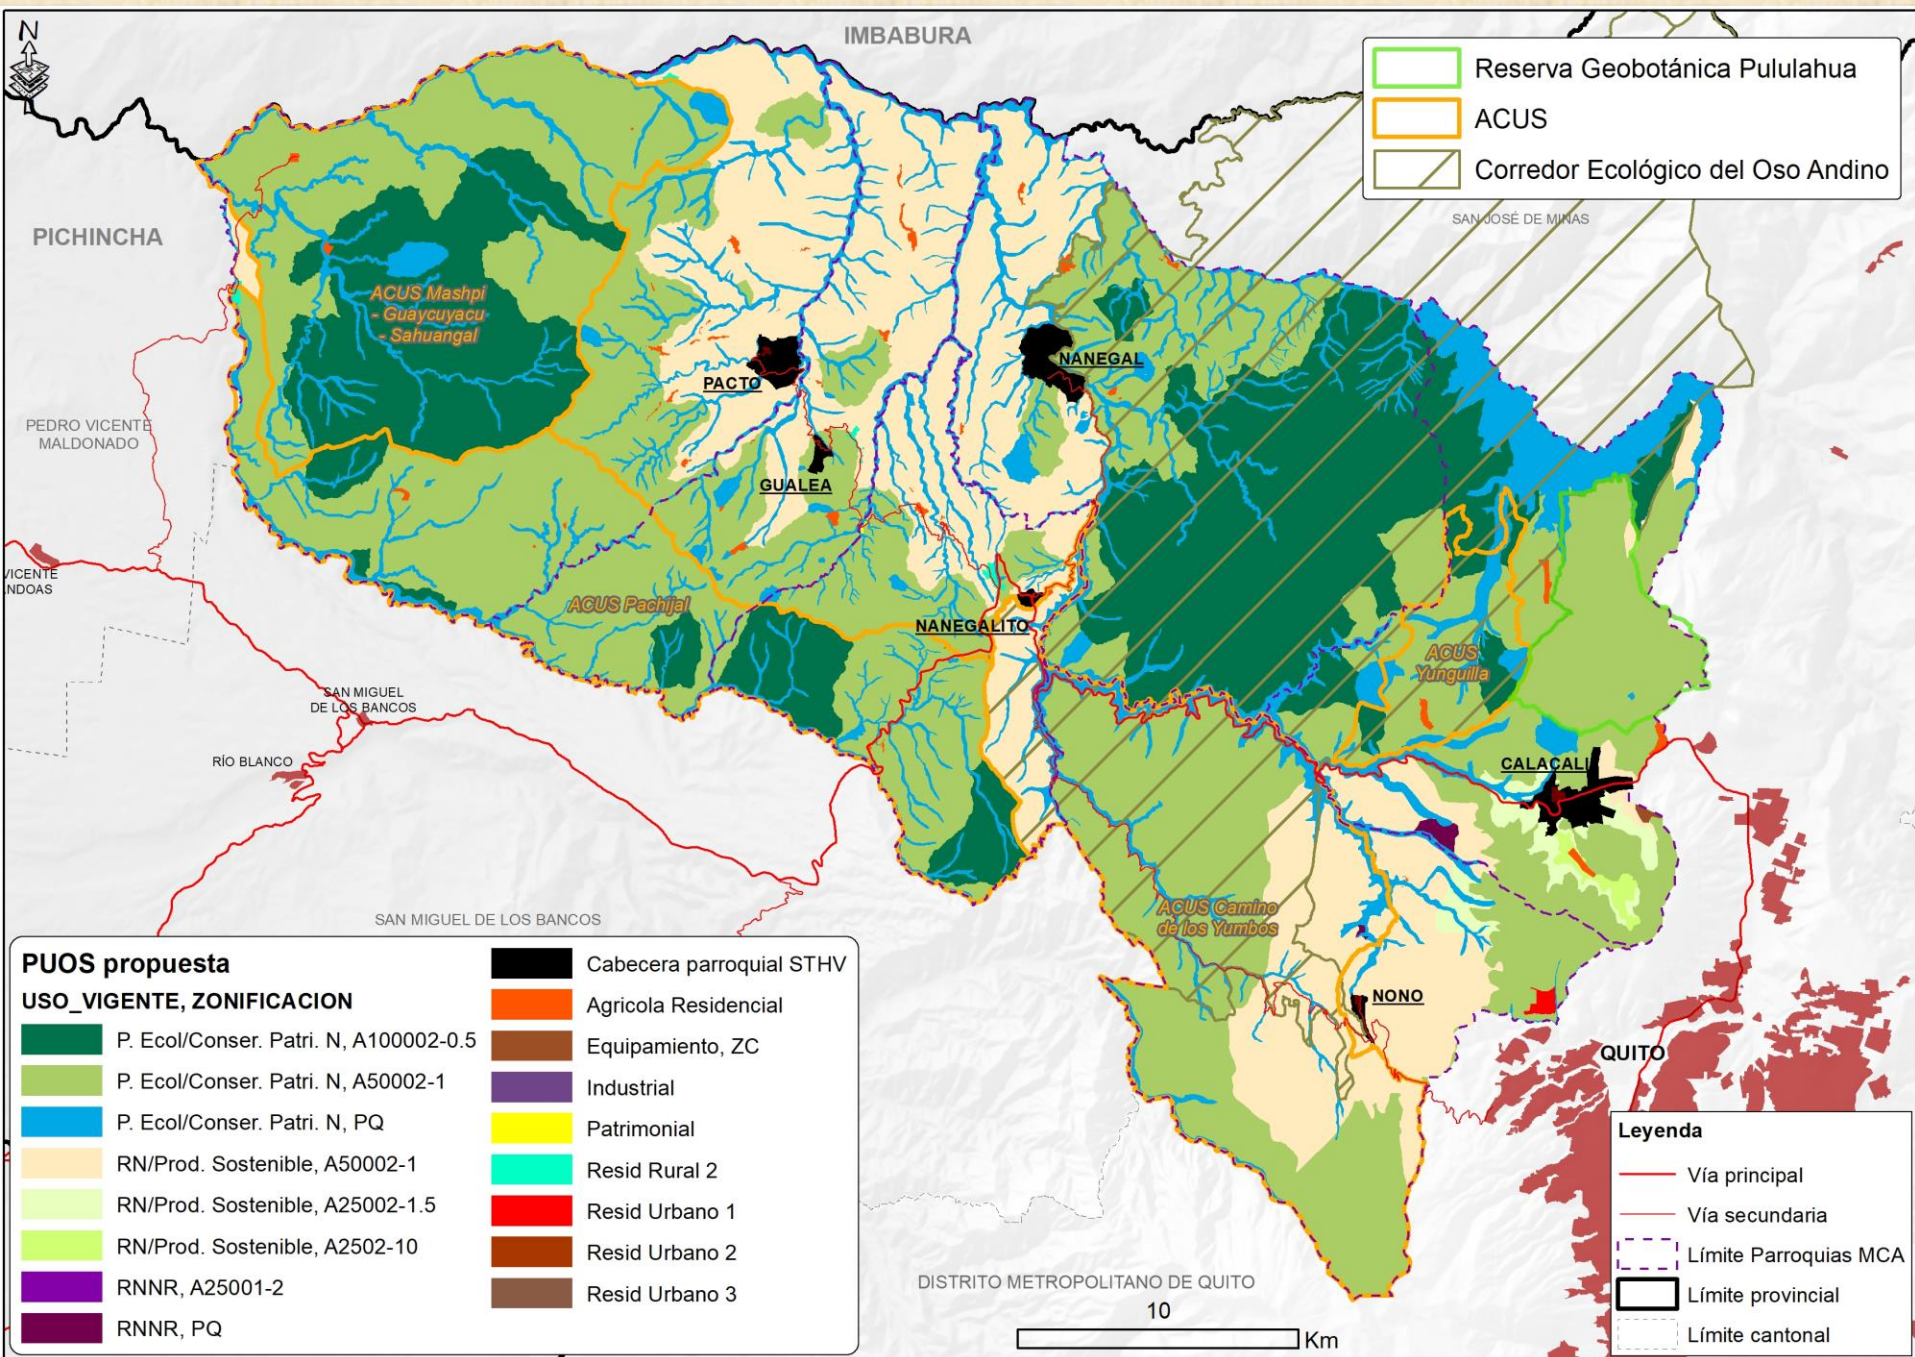 N
IMBABURA
Reserva Geobotánica Pululahua
ACUS
Corredor Ecológico del Oso Andino
SAN JOSÉ DE MINAS
PICHINCHA
ACUS Mashpi
- Guaycuyacu
- Sahuangal
NANEGAL
PACTO
PEDRO VICENTE
MALDONADO
GUALEA
VICENTE
ACUS Pachijal
NANEGALITO
ACUS
Yunguilla
SAN MIGUEL
DE LOS BANCOS
RÍO BLANCO
CALACALI
SAN MIGUEL DE LOS BANCOS
ACUS Camino
de los Yumbos
NONO
QUITO
DISTRITO METROPOLITANO DE QUITO
10
Km
PUOS propuesta
USO_VIGENTE, ZONIFICACION
P. Ecol/Conser. Patri. N, A100002-0.5
P. Ecol/Conser. Patri. N, A50002-1
P. Ecol/Conser. Patri. N, PQ
RN/Prod. Sostenible, A50002-1
RN/Prod. Sostenible, A25002-1.5
RN/Prod. Sostenible, A2502-10
RNNR, A25001-2
RNNR, PQ
Cabecera parroquial STHV
Agricola Residencial
Equipamiento, ZC
Industrial
Patrimonial
Resid Rural 2
Resid Urbano 1
Resid Urbano 2
Resid Urbano 3
Leyenda
Vía principal
Vía secundaria
Límite Parroquias MCA
Límite provincial
Límite cantonal